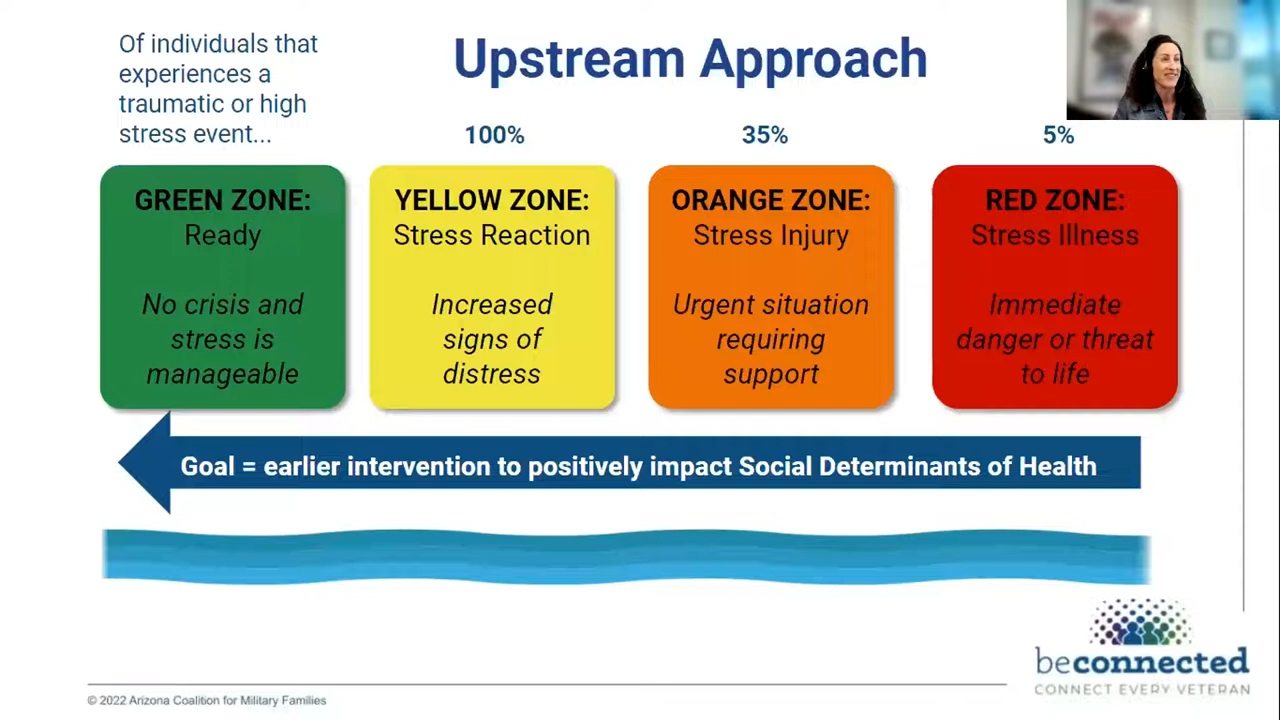 Of individuals that
experiences a
traumatic or high
stress event...
Upstream Approach
100%
35%
5%
GREEN ZONE:
Ready
No crisis and
stress is
manageable
YELLOW ZONE:
Stress Reaction
Increased
signs of
distress
ORANGE ZONE:
Stress Injury
Urgent situation
requiring
support
RED ZONE:
Stress Illness
Immediate
danger or threat
to life
Goal = earlier intervention to positively impact Social Determinants of Health
beconnected
CONNECT EVERY VETERAN
© 2022 Arizona Coalition for Military Families